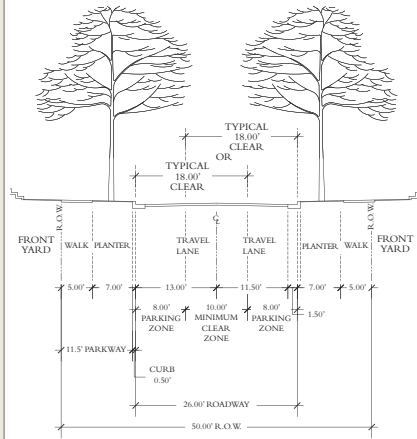 TYPICAL
18.00'
CLEAR
OR
TYPICAL
18.00'
CLEAR
R.O.W.
R.O.W.
C L
FRONT
YARD
WALK
PLANTER
TRAVEL
LANE
TRAVEL
LANE
PLANTER
WALK
FRONT
YARD
5.00'
7.00'
13.00'
11.50'
7.00'
5.00'
8.00'
PARKING
ZONE
10.00'
MINIMUM
CLEAR
ZONE
8.00'
PARKING
ZONE
1.50'
11.5' PARKWAY
CURB
0.50'
26.00' ROADWAY
50.00' R.O.W.